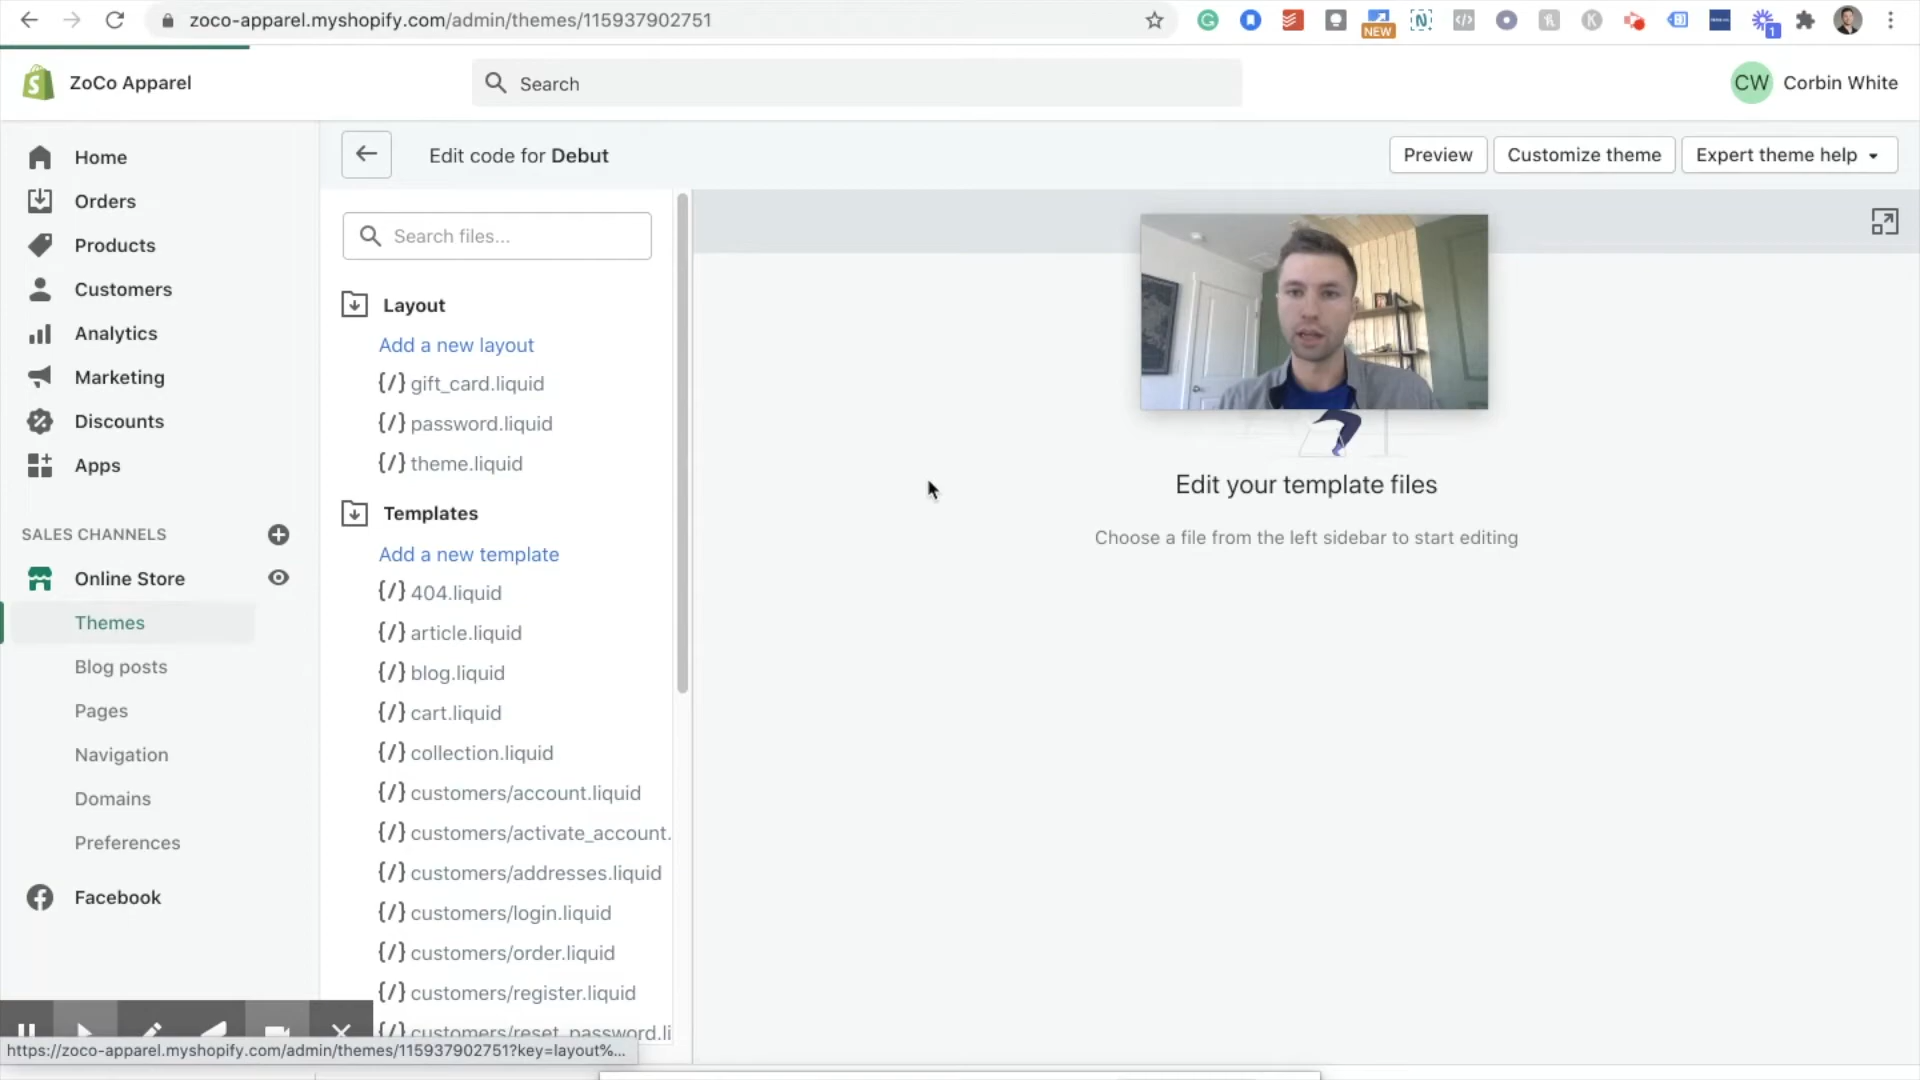 zoco-apparel.myshopify.com/admin/themes/115937902751
NEW
1
ZoCo Apparel
Search
CW
Corbin White
Home
Orders
Products
Customers
Analytics
Marketing
Discounts
Apps
SALES CHANNELS
Online Store
Themes
Blog posts
Pages
Navigation
Domains
Preferences
Facebook
Edit code for Debut
Preview
Customize theme
Expert theme help
Search files...
Layout
Add a new layout
{/} gift_card.liquid
{/} password.liquid
{/} theme.liquid
Templates
Add a new template
{/} 404.liquid
{/} article.liquid
{/} blog.liquid
{/} cart.liquid
{/} collection.liquid
{/} customers/account.liquid
{/} customers/activate_account.
{/} customers/addresses.liquid
{/} customers/login.liquid
{/} customers/order.liquid
{/} customers/register.liquid
{/} customers/reset_password.li
Edit your template files
Choose a file from the left sidebar to start editing
https://zoco-apparel.myshopify.com/admin/themes/115937902751?key=layout%...